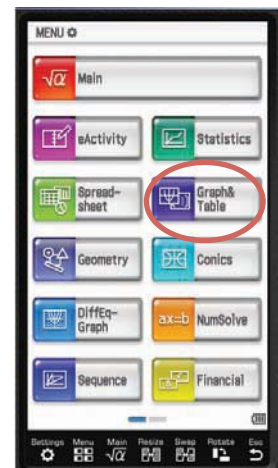 MENU
√α Main
eActivity
Statistics
Spread-
sheet
Graph&
Table
Geometry
Conics
DiffEq-
Graph
ax=b NumSolve
Sequence
Financial
Settings Menu Main Resize Swap Rotate Esc
√α